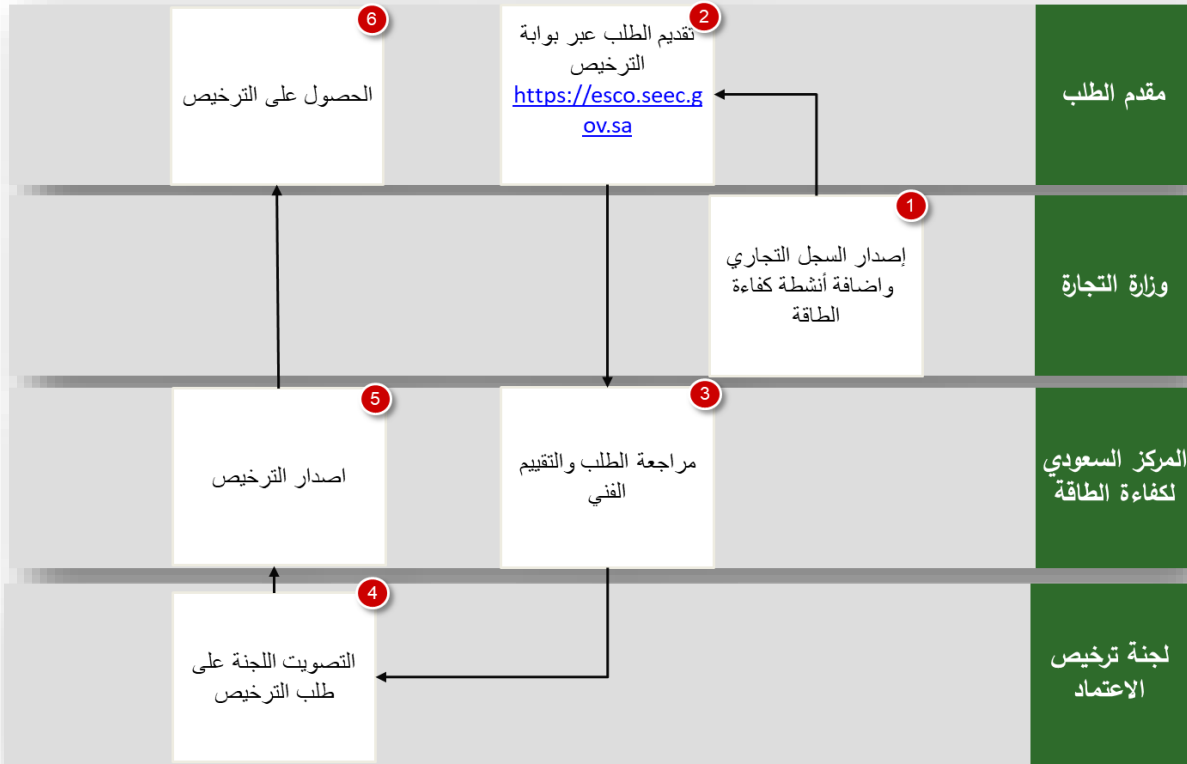 مقدم الطلب
2
تقديم الطلب عبر بوابة
الترخيص
https://esco.seec.g
ov.sa
6
الحصول على الترخيص
وزارة التجارة
1
إصدار السجل التجاري
واضافة أنشطة كفاءة
الطاقة
المركز السعودي
لكفاءة الطاقة
3
مراجعة الطلب والتقييم
الفني
5
اصدار الترخيص
لجنة ترخيص
الاعتماد
4
التصويت اللجنة على
طلب الترخيص